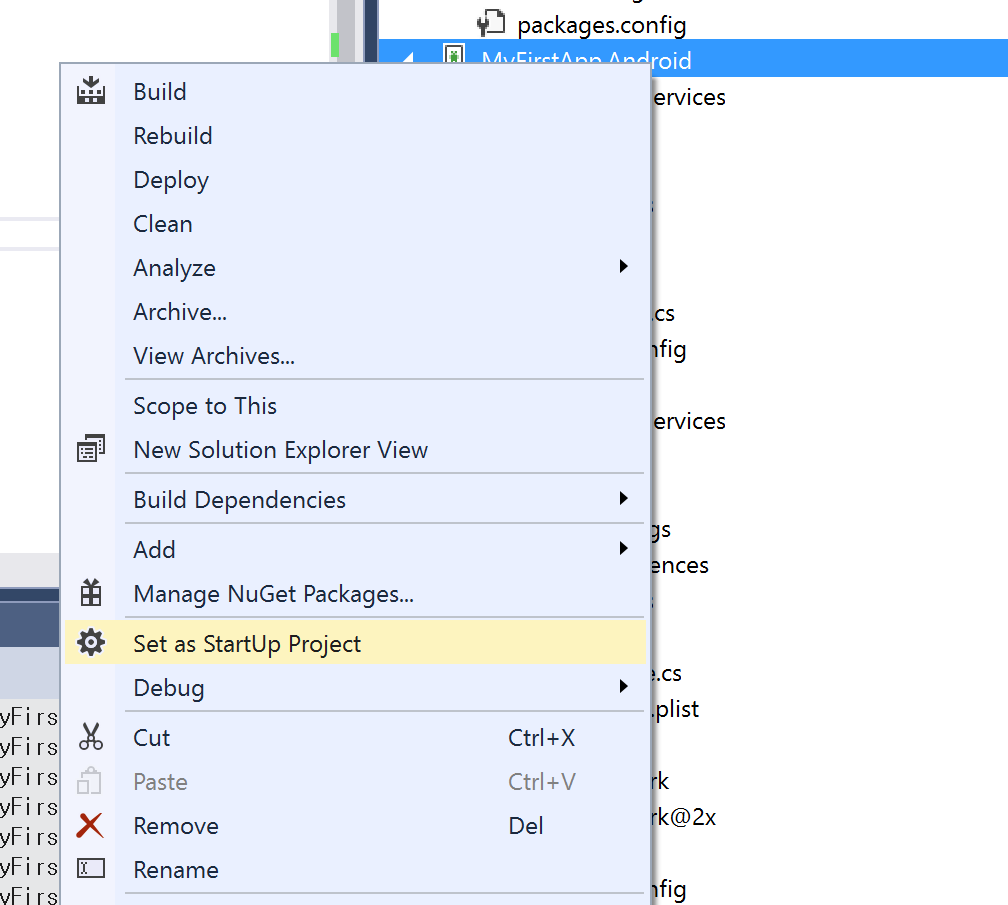 packages.config
MyFirstApp.Android
ervices
Build
Rebuild
Deploy
Clean
Analyze
Archive...
.cs
View Archives...
nfig
Scope to This
ervices
New Solution Explorer View
Build Dependencies
gs
Add
ences
Manage NuGet Packages...
Set as StartUp Project
e.cs
Debug
.plist
yFirs
Cut Ctrl+X
yFirs
Paste Ctrl+V
rk
yFirs
yFirs
rk@2x
Remove Del
yFirs
yFirs
Rename
nfig
yFirs